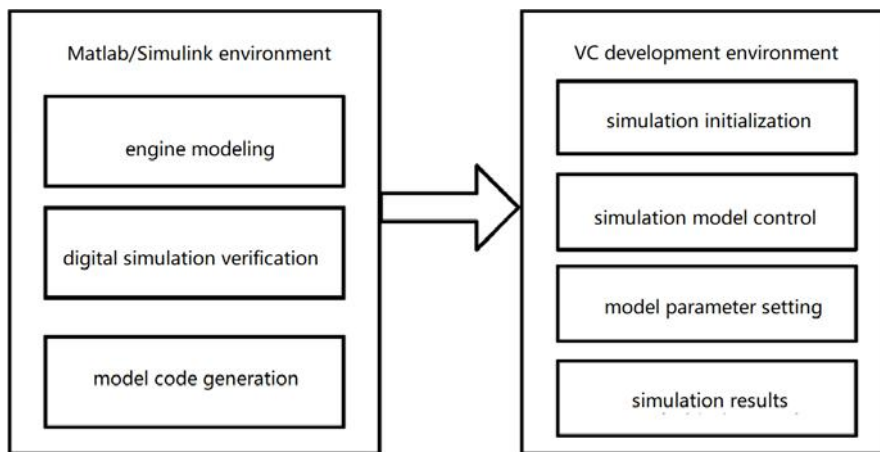 Matlab/Simulink environment
engine modeling
digital simulation verification
model code generation
VC development environment
simulation initialization
simulation model control
model parameter setting
simulation results